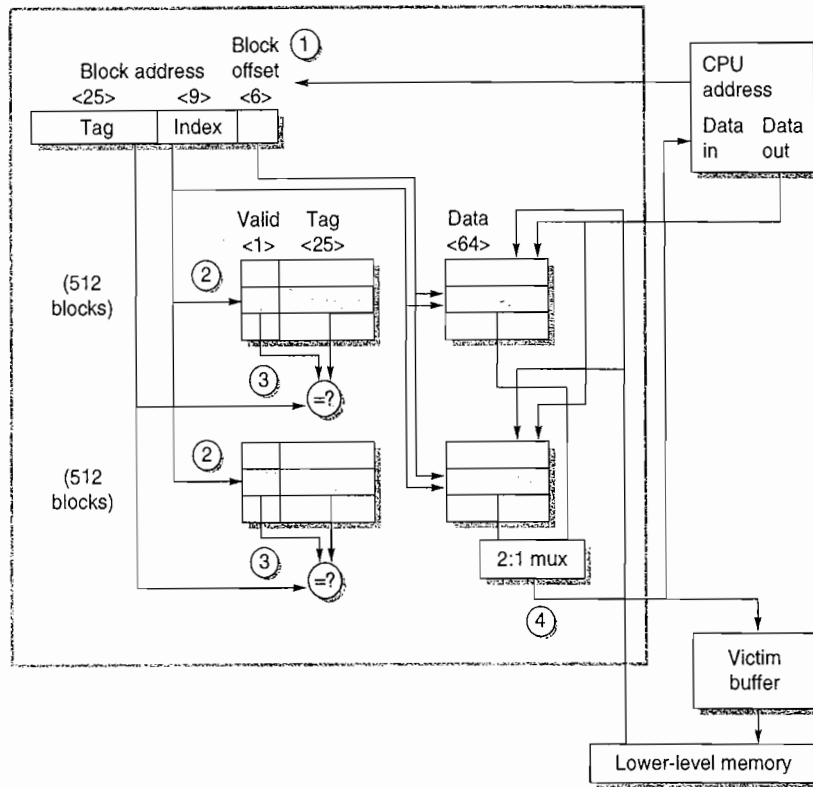 Block address
<25>
<9>
Block
offset
<6>
1
Tag
Index
CPU
address
Data
in
Data
out
Valid
<1>
Tag
<25>
Data
<64>
(512
blocks)
2
3
=?
(512
blocks)
2
3
=?
2:1 mux
4
Victim
buffer
Lower-level memory